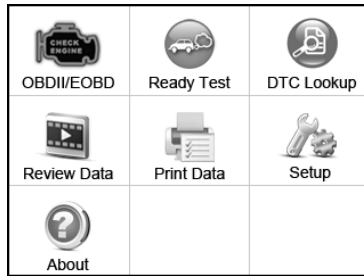 CHECK
ENGINE
OBDII/EOBD
Ready Test
DTC Lookup
Review Data
Print Data
Setup
About